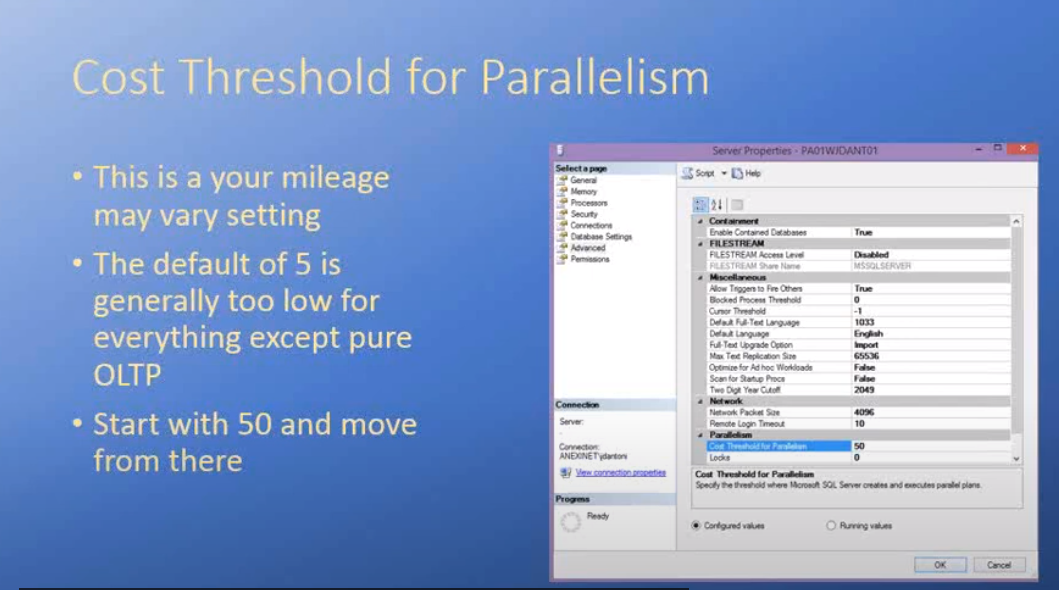 Cost Threshold for Parallelism
• This is a your mileage
may vary setting
• The default of 5 is
generally too low for
everything except pure
OLTP
• Start with 50 and move
from there
Server Properties - PA01WJDANT01
Select a page
General
Memory
Processors
Security
Connections
Database Settings
Advanced
Permissions
Connection
Server:
.
Connection:
ANEXINET\jdantoni
View connection properties
Progress
Ready
Script Help
Containment
Enable Contained Databases True
FILESTREAM
FILESTREAM Access Level Disabled
FILESTREAM Share Name MSSQLSERVER
Miscellaneous
Allow Triggers to Fire Others True
Blocked Process Threshold 0
Cursor Threshold -1
Default Full-Text Language 1033
Default Language English
Full-Text Upgrade Option Import
Max Text Replication Size 65536
Optimize for Ad hoc Workloads False
Scan for Startup Procs False
Two Digit Year Cutoff 2049
Network
Network Packet Size 4096
Remote Login Timeout 10
Parallelism
Cost Threshold for Parallelism 50
Locks 0
Cost Threshold for Parallelism
Specify the threshold where Microsoft SQL Server creates and executes parallel plans.
Configured values Running values
OK Cancel